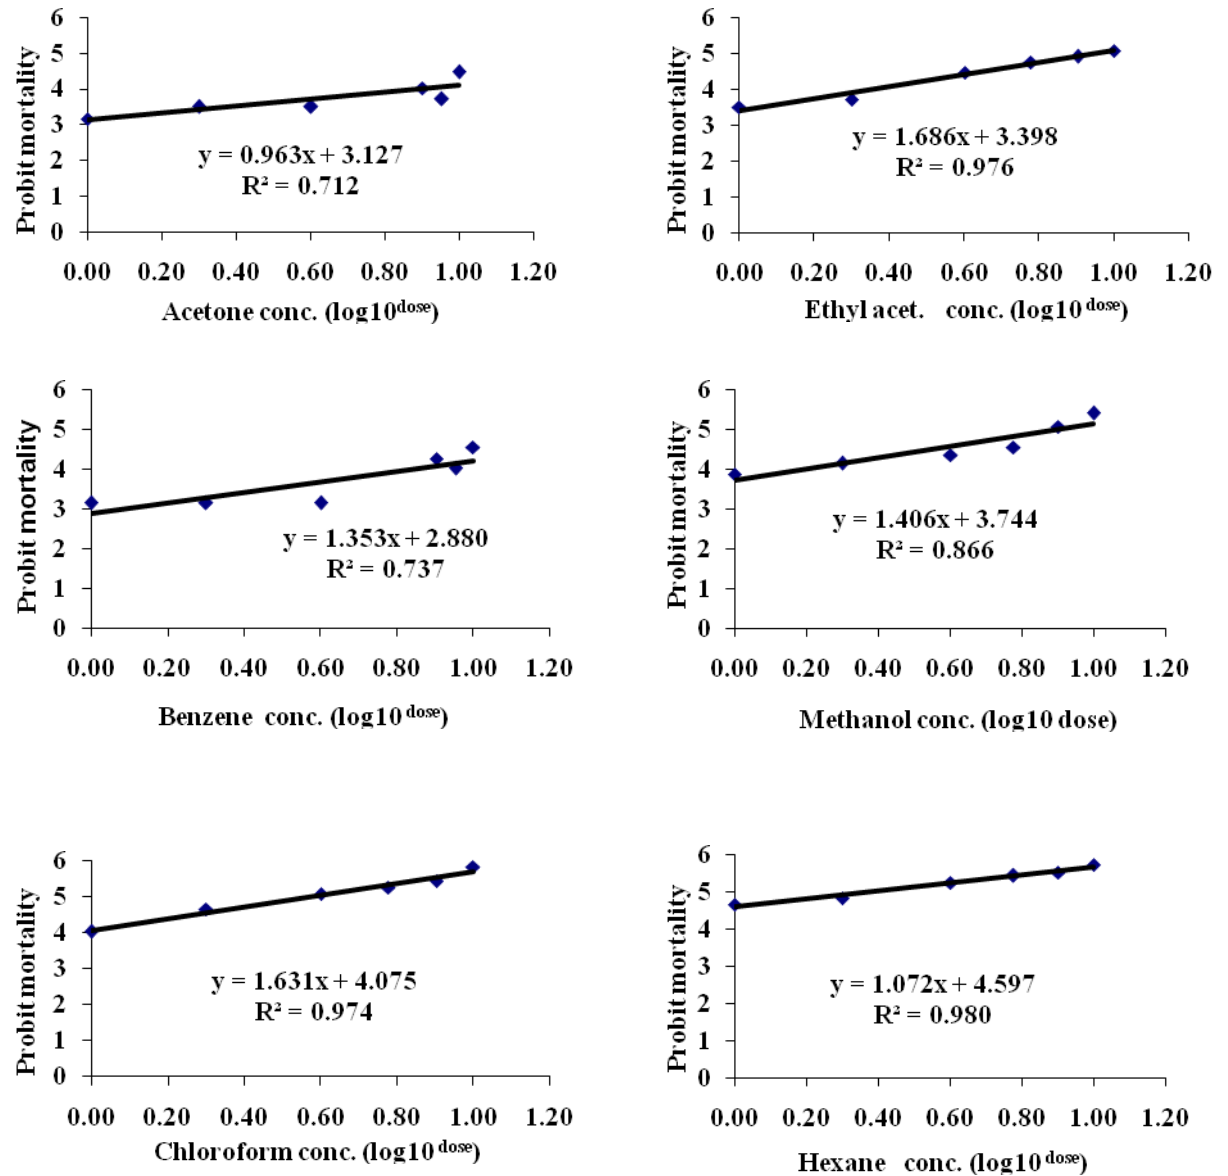 Probit mortality
6
5
4
3
2
1
0
y = 0.963x + 3.127
R² = 0.712
0.00 0.20 0.40 0.60 0.80 1.00 1.20
Acetone conc. (log10dose)
Probit mortality
6
5
4
3
2
1
0
y = 1.686x + 3.398
R² = 0.976
0.00 0.20 0.40 0.60 0.80 1.00 1.20
Ethyl acet. conc. (log10 dose)
Probit mortality
6
5
4
3
2
1
0
y = 1.353x + 2.880
R² = 0.737
0.00 0.20 0.40 0.60 0.80 1.00 1.20
Benzene conc. (log10 dose)
Probit mortality
6
5
4
3
2
1
0
y = 1.406x + 3.744
R² = 0.866
0.00 0.20 0.40 0.60 0.80 1.00 1.20
Methanol conc. (log10 dose)
Probit mortality
6
5
4
3
2
1
0
y = 1.631x + 4.075
R² = 0.974
0.00 0.20 0.40 0.60 0.80 1.00 1.20
Chloroform conc. (log10 dose)
Probit mortality
6
5
4
3
2
1
0
y = 1.072x + 4.597
R² = 0.980
0.00 0.20 0.40 0.60 0.80 1.00 1.20
Hexane conc. (log10 dose)